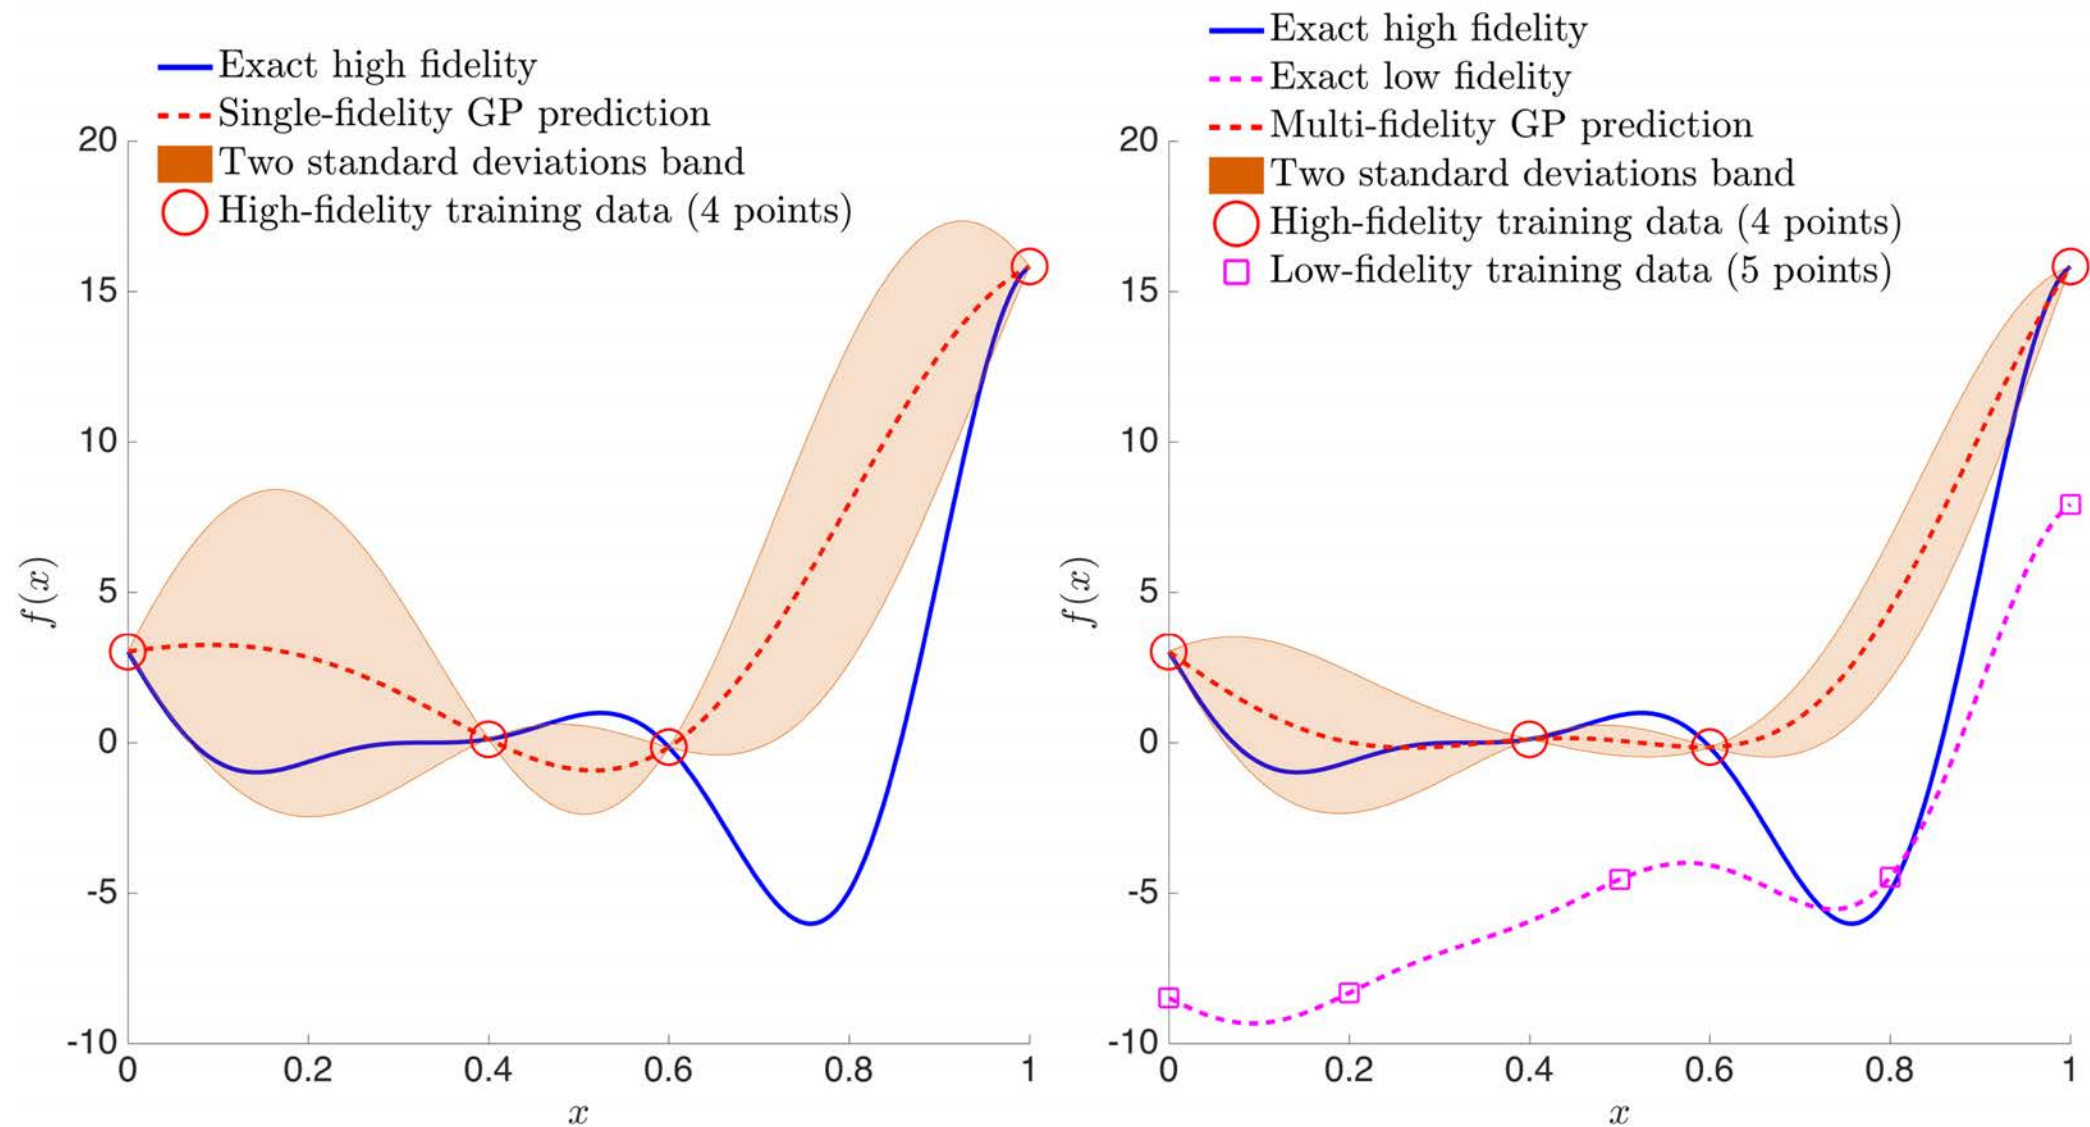 Exact high fidelity
Single-fidelity GP prediction
Two standard deviations band
High-fidelity training data (4 points)
20
15
10
5
0
-5
-10
f(x)
0
0.2
0.4
0.6
0.8
1
x
Exact high fidelity
Exact low fidelity
Multi-fidelity GP prediction
Two standard deviations band
High-fidelity training data (4 points)
Low-fidelity training data (5 points)
20
15
10
5
0
-5
-10
f(x)
0
0.2
0.4
0.6
0.8
1
x